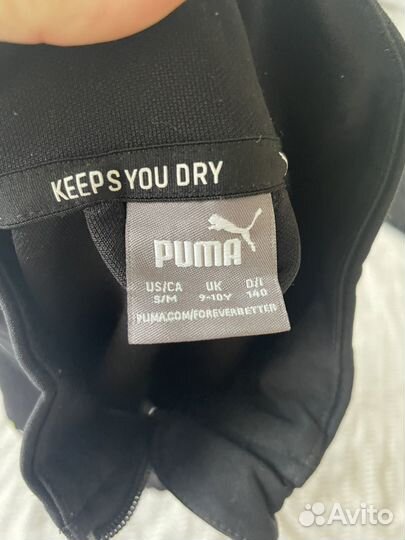 KEEPS YOU DRY
PUMA
US/CA UK D/I
S/M 9-10Y 140
PUMA.COM/FOREVERBETTER
Avito